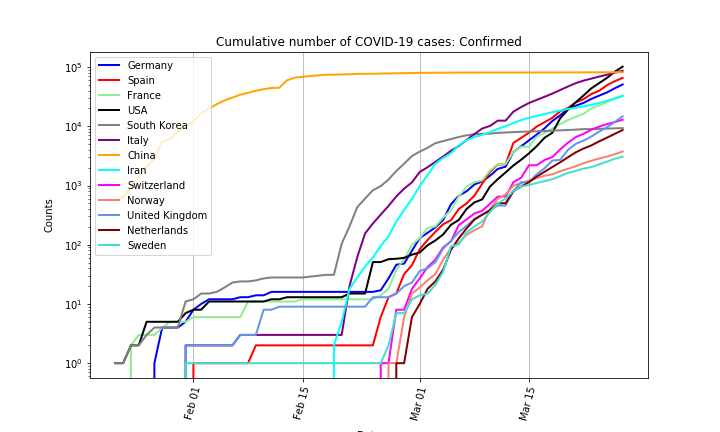 Cumulative number of COVID-19 cases: Confirmed
Counts
10^5
10^4
10^3
10^2
10^1
10^0
Germany
Spain
France
USA
South Korea
Italy
China
Iran
Switzerland
Norway
United Kingdom
Netherlands
Sweden
Feb 01
Feb 15
Mar 01
Mar 15